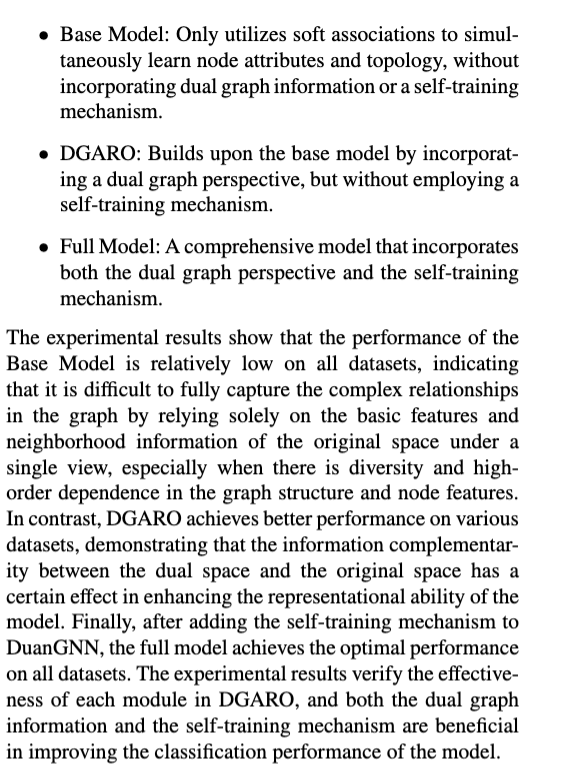 • Base Model: Only utilizes soft associations to simul-
taneously learn node attributes and topology, without
incorporating dual graph information or a self-training
mechanism.
• DGARO: Builds upon the base model by incorporat-
ing a dual graph perspective, but without employing a
self-training mechanism.
• Full Model: A comprehensive model that incorporates
both the dual graph perspective and the self-training
mechanism.
The experimental results show that the performance of the
Base Model is relatively low on all datasets, indicating
that it is difficult to fully capture the complex relationships
in the graph by relying solely on the basic features and
neighborhood information of the original space under a
single view, especially when there is diversity and high-
order dependence in the graph structure and node features.
In contrast, DGARO achieves better performance on various
datasets, demonstrating that the information complementar-
ity between the dual space and the original space has a
certain effect in enhancing the representational ability of the
model. Finally, after adding the self-training mechanism to
DuanGNN, the full model achieves the optimal performance
on all datasets. The experimental results verify the effective-
ness of each module in DGARO, and both the dual graph
information and the self-training mechanism are beneficial
in improving the classification performance of the model.